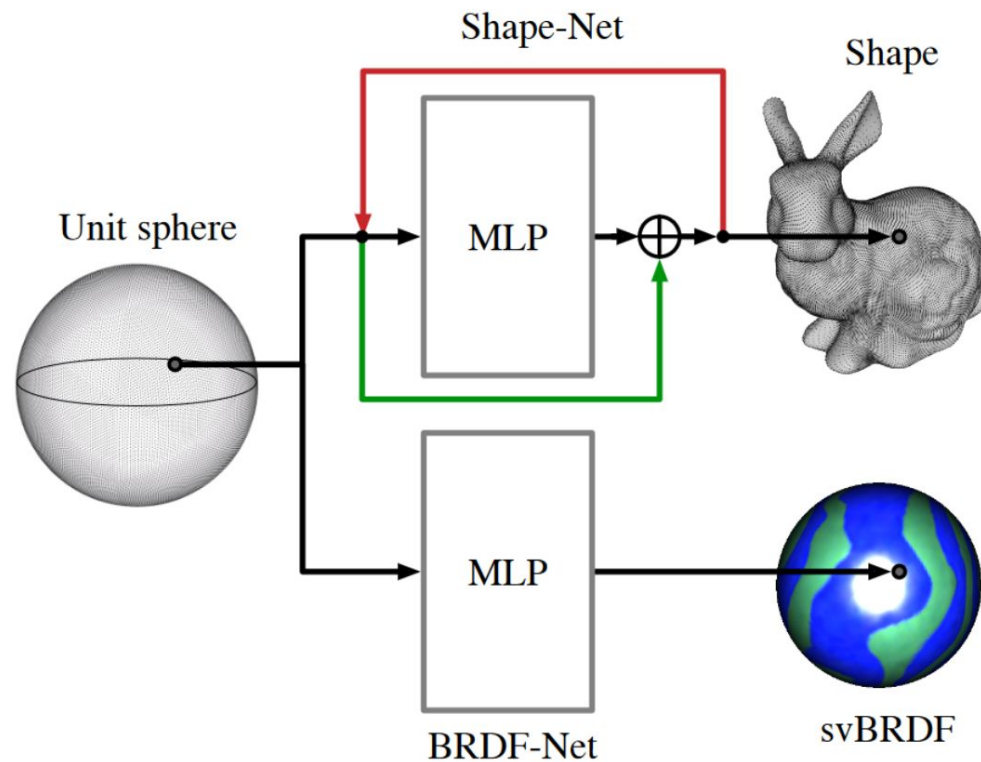 Shape-Net
Shape
Unit sphere
MLP
MLP
BRDF-Net
svBRDF